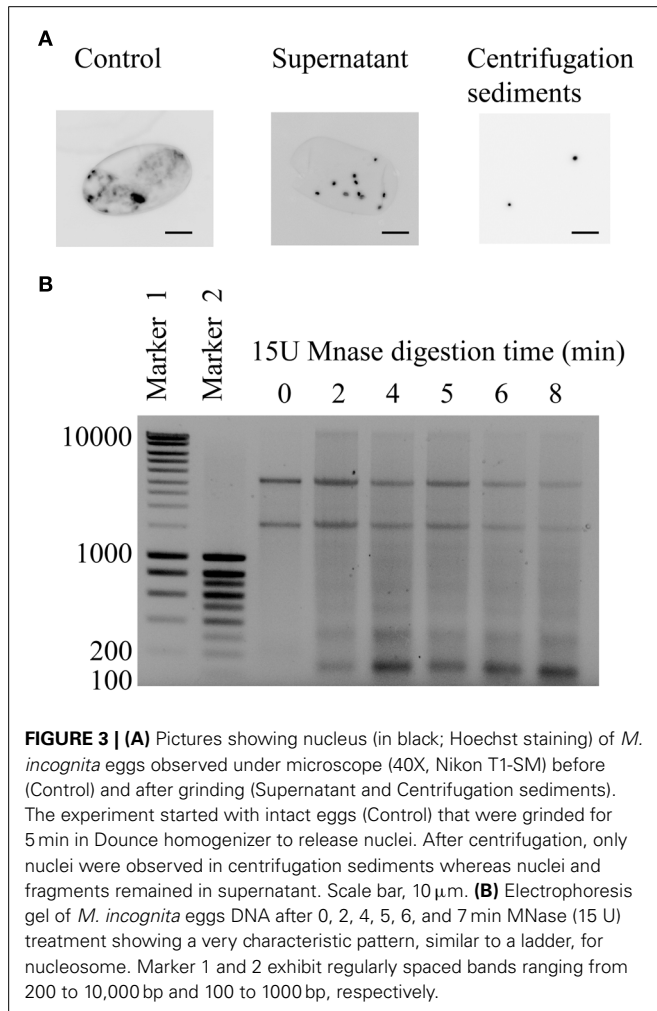 A
Control
Supernatant
Centrifugation
sediments
B
Marker 1
Marker 2
15U Mnase digestion time (min)
0 2 4 5 6 8
10000
1000
200
100
FIGURE 3 | (A) Pictures showing nucleus (in black; Hoechst staining) of M.
incognita eggs observed under microscope (40X, Nikon T1-SM) before
(Control) and after grinding (Supernatant and Centrifugation sediments).
The experiment started with intact eggs (Control) that were grinded for
5 min in Dounce homogenizer to release nuclei. After centrifugation, only
nuclei were observed in centrifugation sediments whereas nuclei and
fragments remained in supernatant. Scale bar, 10 μm. (B) Electrophoresis
gel of M. incognita eggs DNA after 0, 2, 4, 5, 6, and 7 min MNase (15 U)
treatment showing a very characteristic pattern, similar to a ladder, for
nucleosome. Marker 1 and 2 exhibit regularly spaced bands ranging from
200 to 10,000 bp and 100 to 1000 bp, respectively.